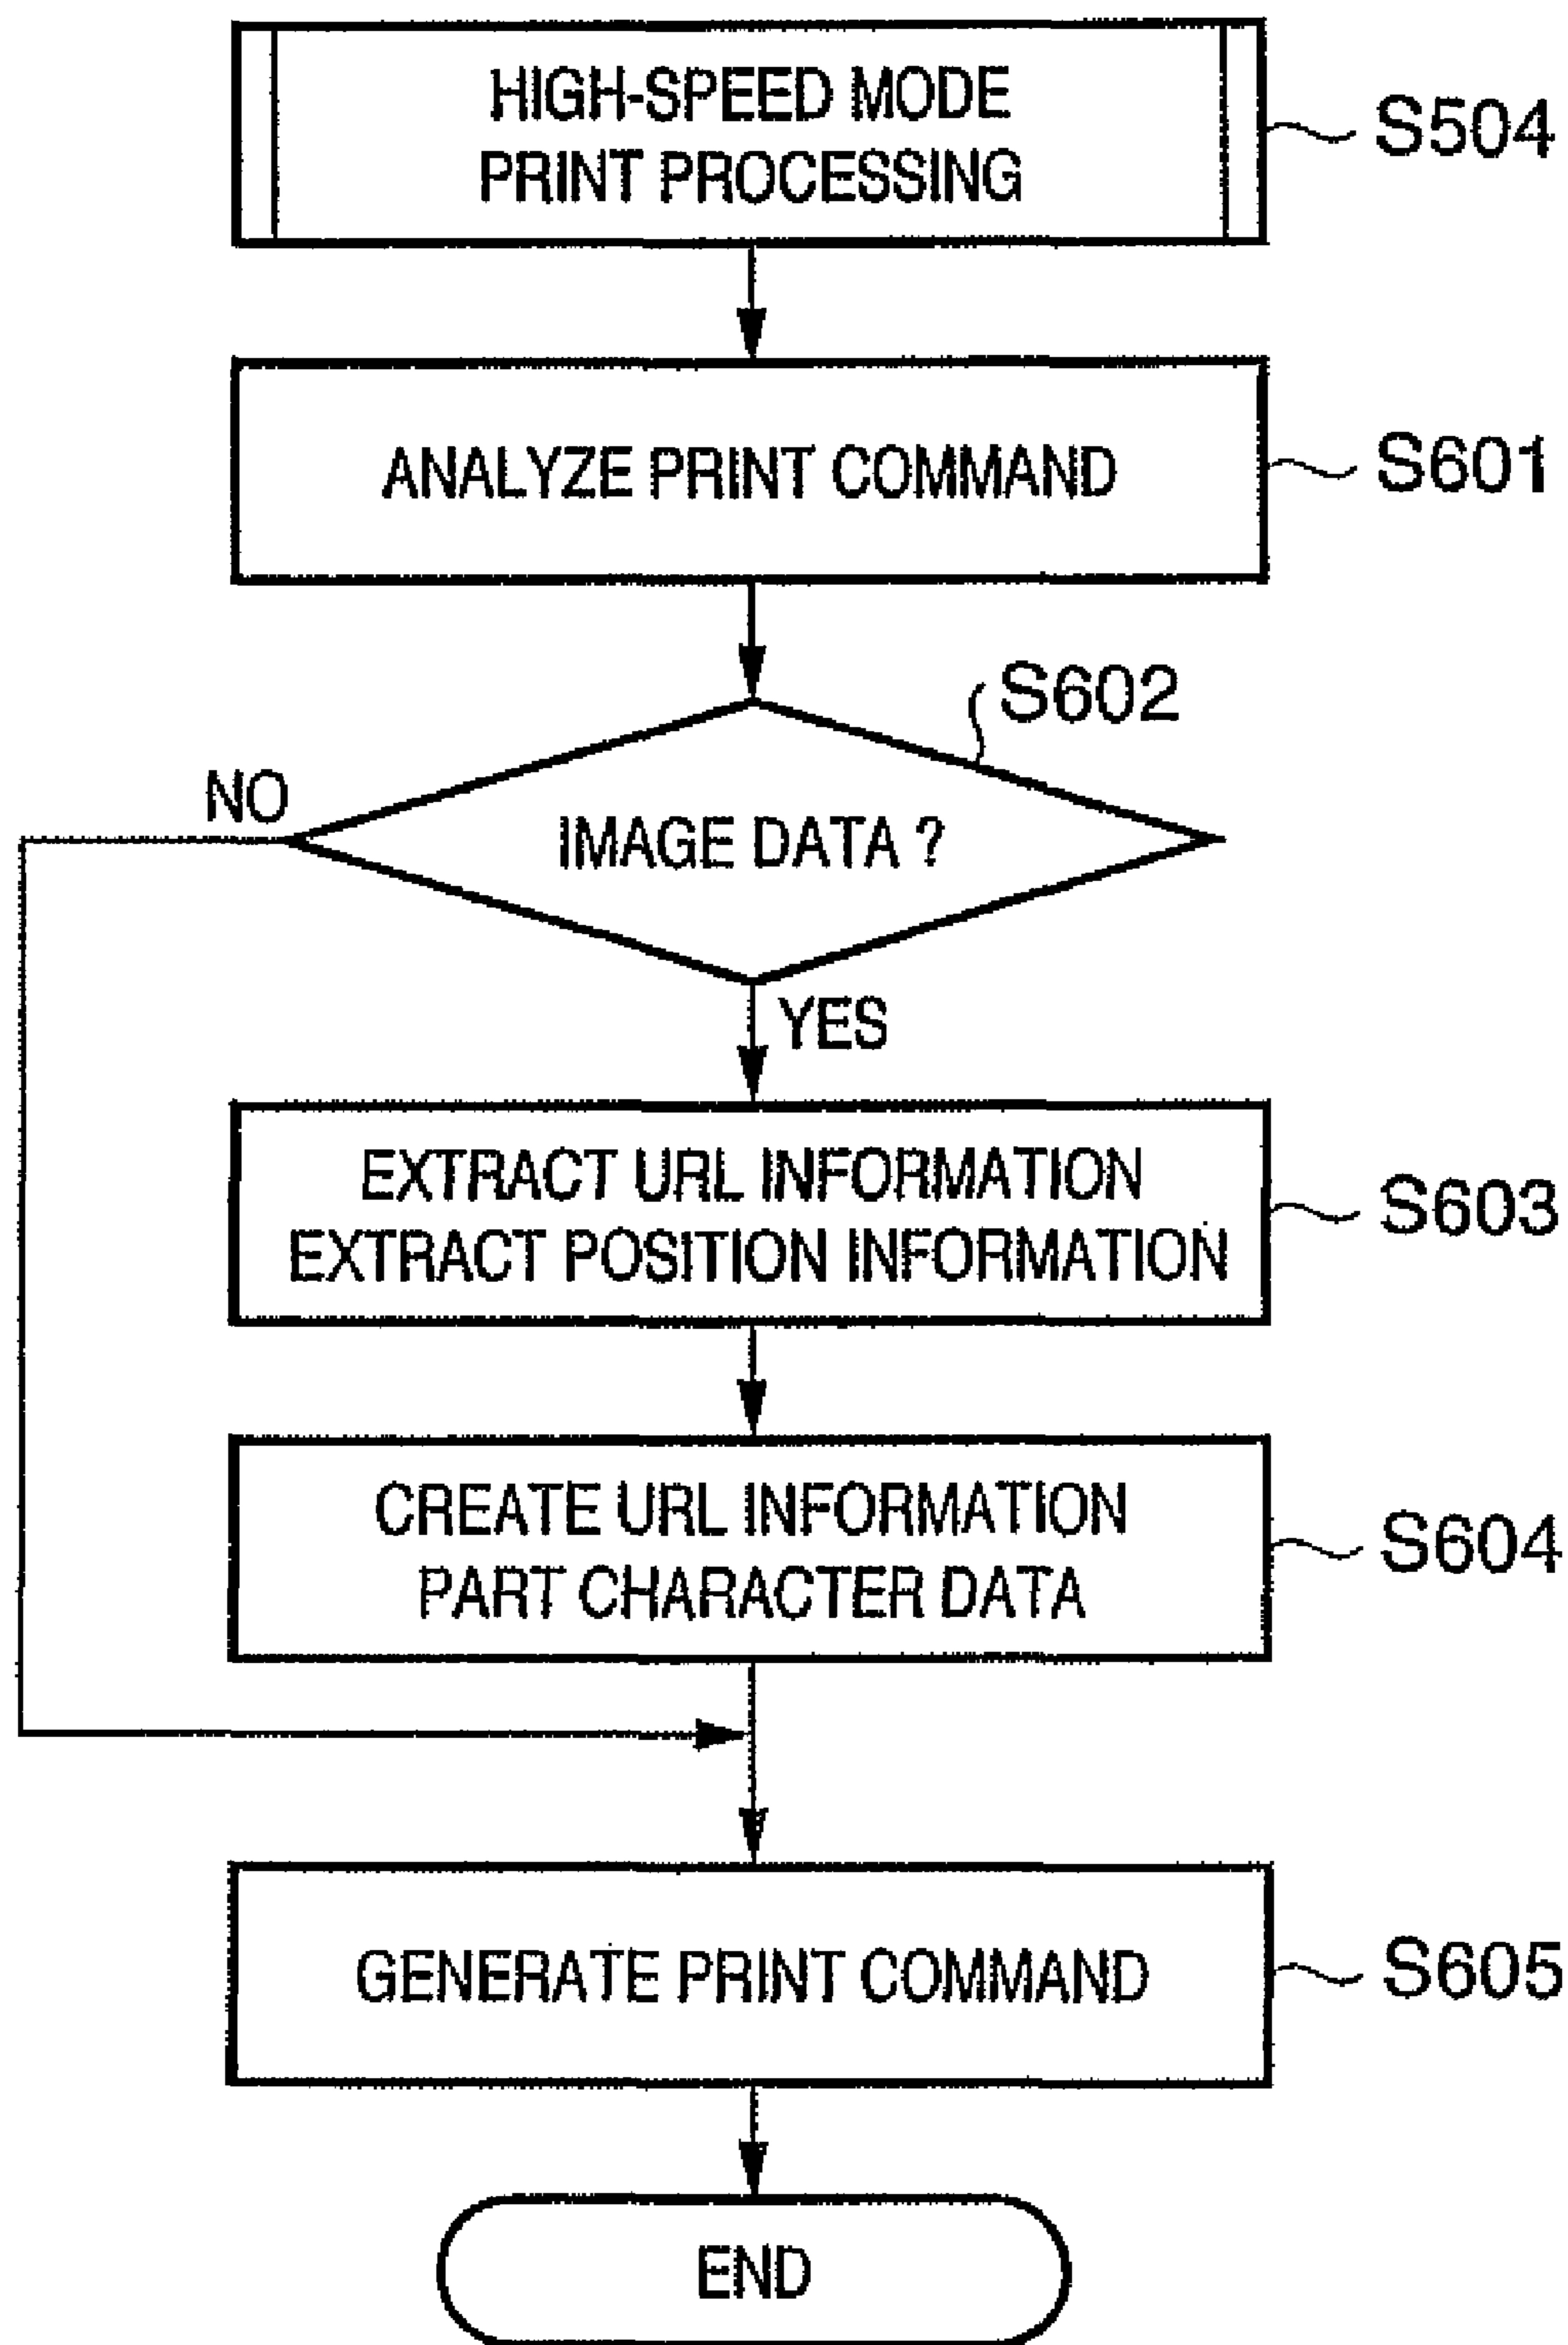 HIGH-SPEED MODE
PRINT PROCESSING
S504
ANALYZE PRINT COMMAND
S601
S602
NO
IMAGE DATA ?
YES
EXTRACT URL INFORMATION
EXTRACT POSITION INFORMATION
S603
CREATE URL INFORMATION
PART CHARACTER DATA
S604
GENERATE PRINT COMMAND
S605
END